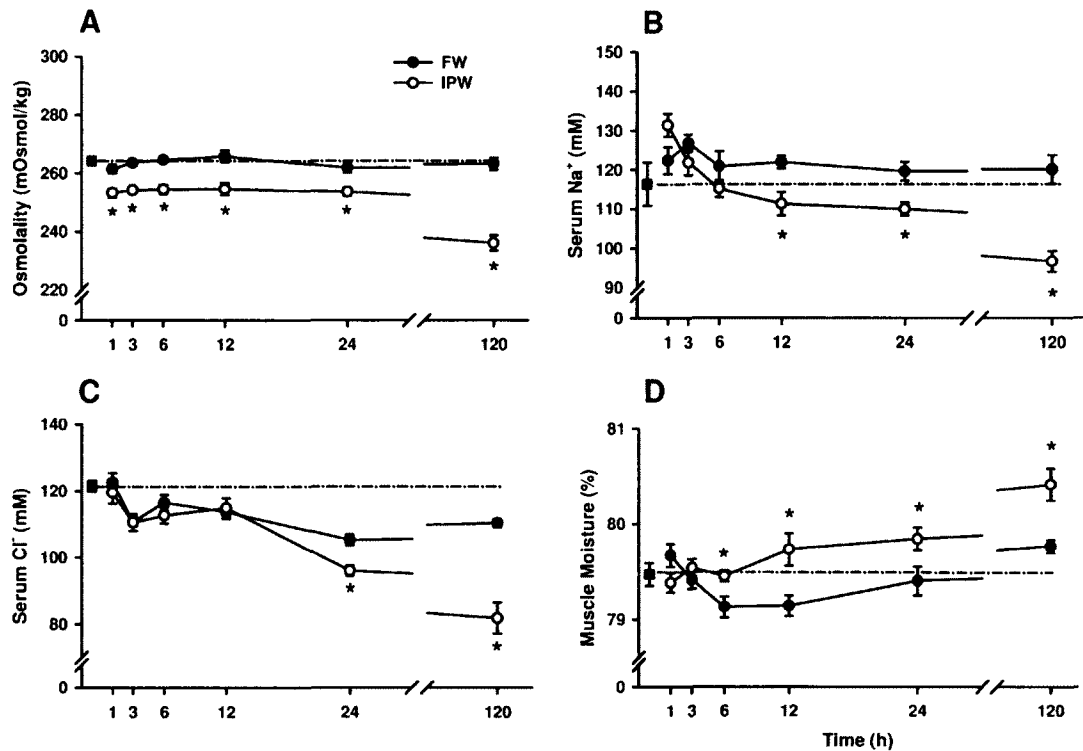 A
Osmolality (mOsmol/kg)
300
280
260
240
220
0
FW
IPW
* * * * * *
1 3 6 12 24 120
B
Serum Na⁺ (mM)
150
140
130
120
110
100
90
0
* * *
1 3 6 12 24 120
C
Serum Cl⁻ (mM)
140
120
100
80
0
* *
1 3 6 12 24 120
D
Muscle Moisture (%)
81
80
79
0
* * * *
1 3 6 12 24 120
Time (h)